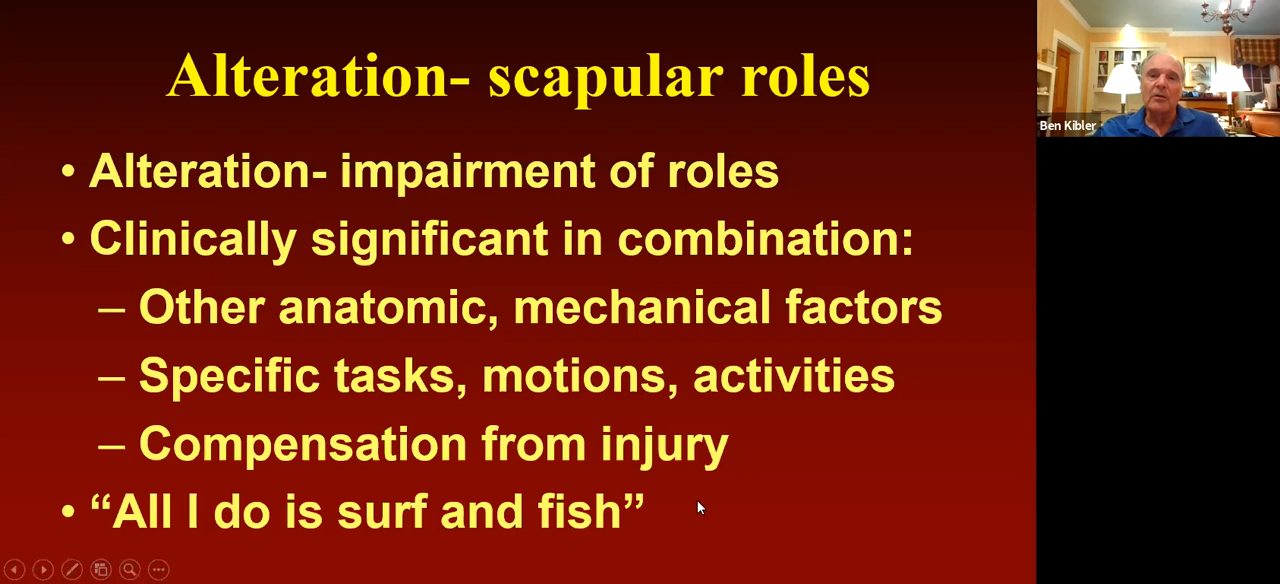 Alteration- scapular roles
• Alteration- impairment of roles
• Clinically significant in combination:
– Other anatomic, mechanical factors
– Specific tasks, motions, activities
– Compensation from injury
• “All I do is surf and fish”
Ben Kibler